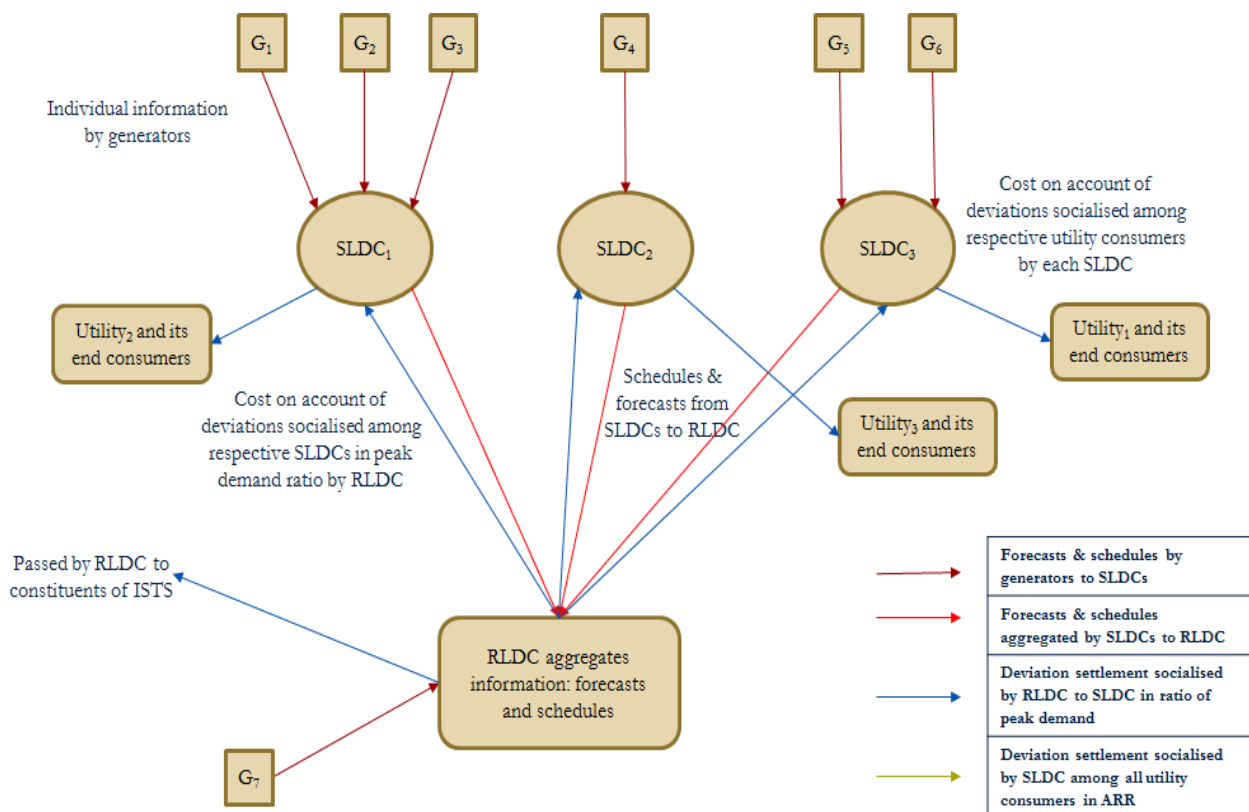 G1
G2
G3
G4
G5
G6
Individual information
by generators
SLDC1
SLDC2
SLDC3
Cost on account of
deviations socialised among
respective utility consumers
by each SLDC
Utility2 and its
end consumers
Utility1 and its
end consumers
Cost on account of
deviations socialised among
respective SLDCs in peak
demand ratio by RLDC
Schedules &
forecasts from
SLDCs to RLDC
Utility3 and its
end consumers
Passed by RLDC to
constituents of ISTS
RLDC aggregates
information: forecasts
and schedules
G7
Forecasts & schedules by
generators to SLDCs
Forecasts & schedules
aggregated by SLDCs to RLDC
Deviation settlement socialised
by RLDC to SLDC in ratio of
peak demand
Deviation settlement socialised
by SLDC among all utility
consumers in ARR